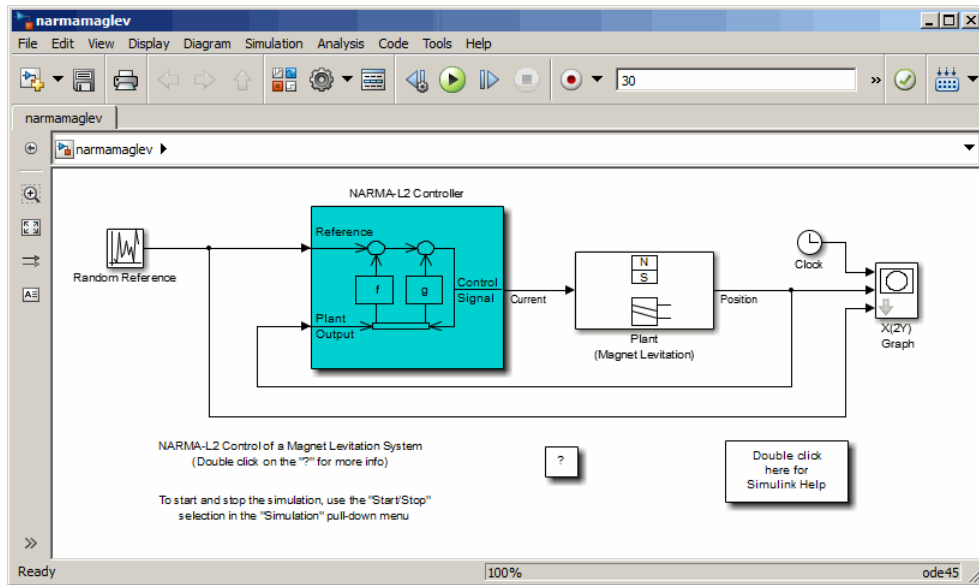 narmamaglev
File Edit View Display Diagram Simulation Analysis Code Tools Help
30
»
narmamaglev
narmamaglev
NARMA-L2 Controller
Reference
f
g
Control
Signal
Plant
Output
Random Reference
Current
N
S
Plant
(Magnet Levitation)
Position
Clock
X(2Y)
Graph
NARMA-L2 Control of a Magnet Levitation System
(Double click on the "?" for more info)
?
Double click
here for
Simulink Help
To start and stop the simulation, use the "Start/Stop"
selection in the "Simulation" pull-down menu
»
Ready
100%
ode45